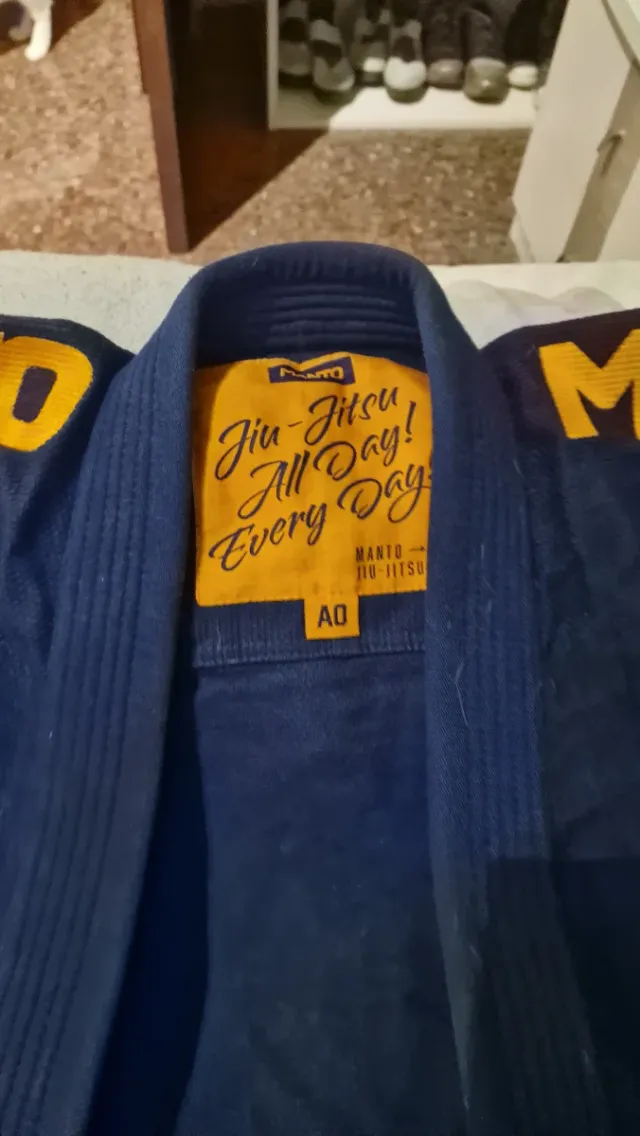 MANTO
Jiu-Jitsu
All Day!
Every Day
MANTO →
JIU-JITSU
A0
O
M